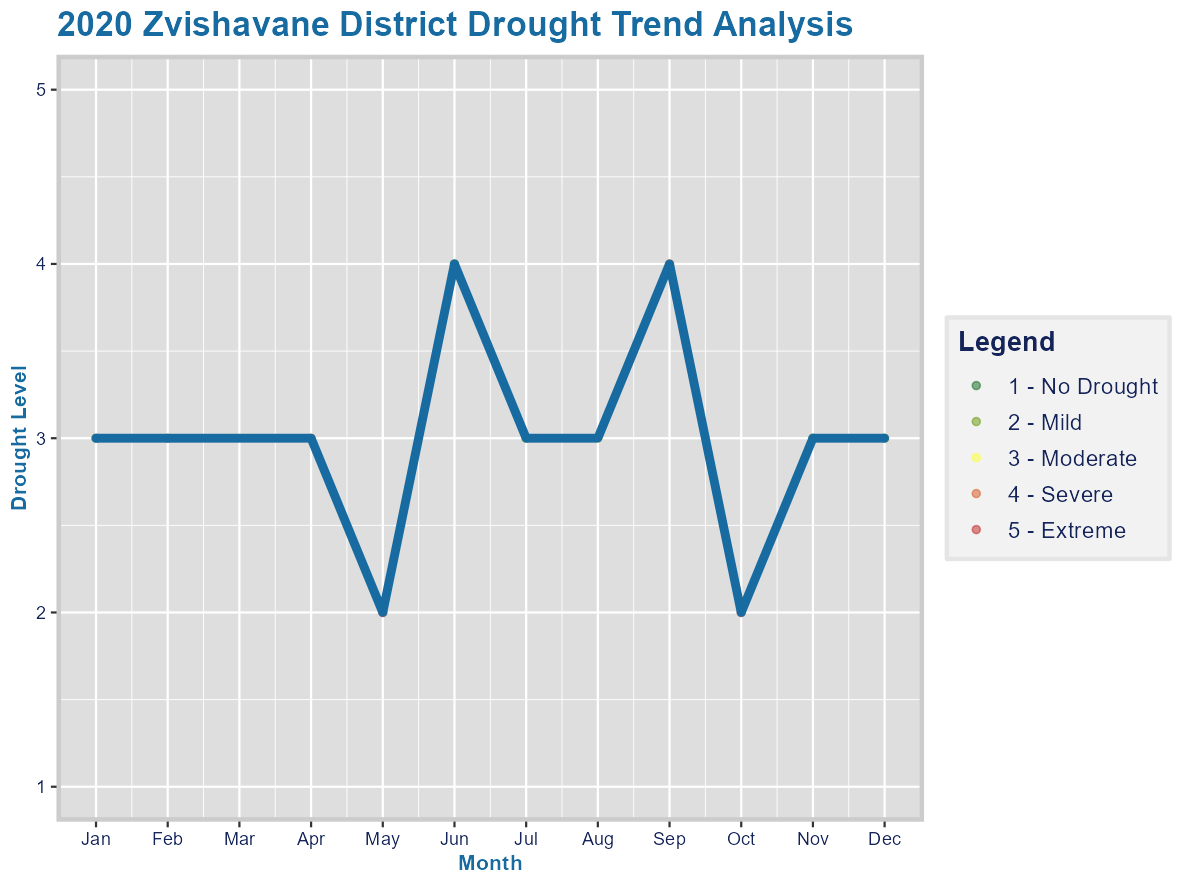 2020 Zvishavane District Drought Trend Analysis
5
4
3
2
1
Drought Level
Jan Feb Mar Apr May Jun Jul Aug Sep Oct Nov Dec
Month
Legend
1 - No Drought
2 - Mild
3 - Moderate
4 - Severe
5 - Extreme